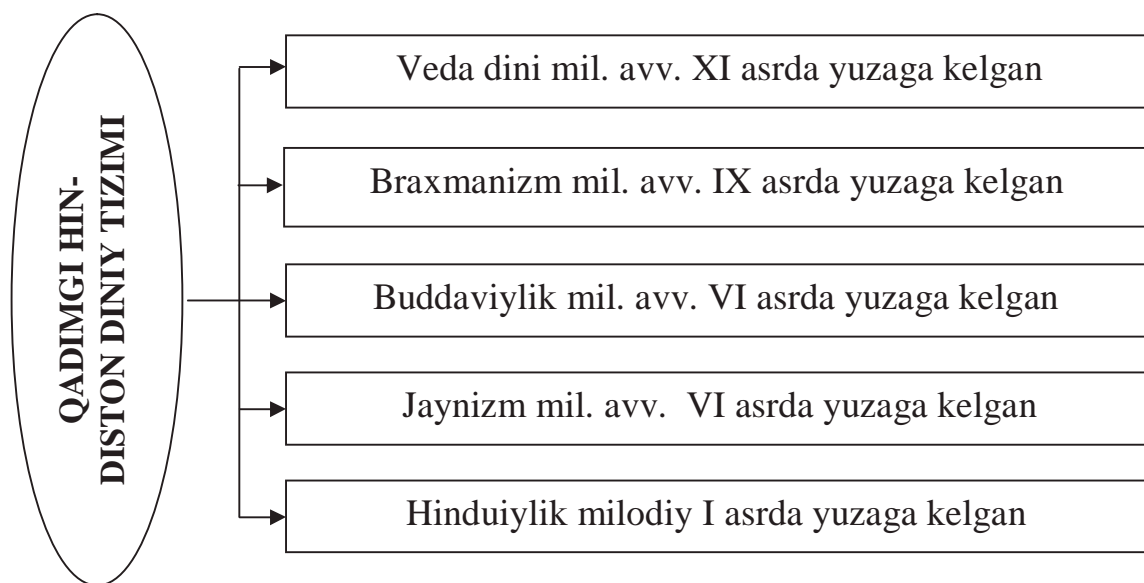 QADIMGI HIN-
DISTON DINIY TIZIMI
Veda dini mil. avv. XI asrda yuzaga kelgan
Braxmanizm mil. avv. IX asrda yuzaga kelgan
Buddaviylik mil. avv. VI asrda yuzaga kelgan
Jaynizm mil. avv.  VI asrda yuzaga kelgan
Hinduiylik milodiy I asrda yuzaga kelgan